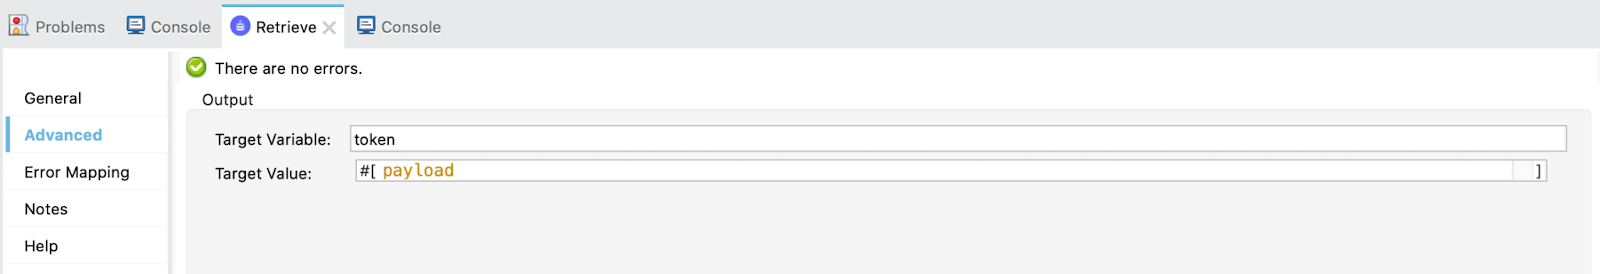 Problems Console Retrieve Console
There are no errors.
General
Output
Advanced
Target Variable: token
Error Mapping
Target Value: #[ payload ]
Notes
Help